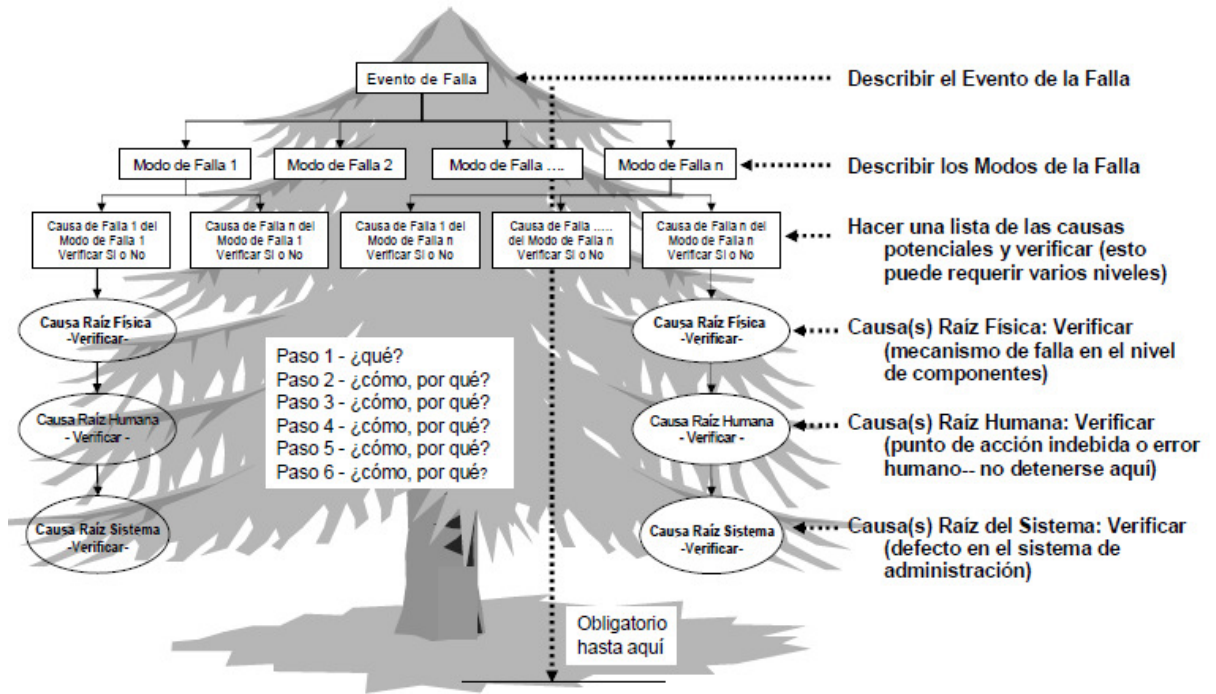 Evento de Falla
Describir el Evento de la Falla
Modo de Falla 1
Modo de Falla 2
Modo de Falla ....
Modo de Falla n
Describir los Modos de la Falla
Causa de Falla 1 del
Modo de Falla 1
Verificar Si o No
Causa de Falla n del
Modo de Falla 1
Verificar Si o No
Causa de Falla 1 del
Modo de Falla n
Verificar Si o No
Causa de Falla .....
del Modo de Falla n
Verificar Si o No
Causa de Falla n del
Modo de Falla n
Verificar Si o No
Hacer una lista de las causas
potenciales y verificar (esto
puede requerir varios niveles)
Causa Raíz Física
-Verificar-
Causa Raíz Física
-Verificar-
Causa(s) Raíz Física: Verificar
(mecanismo de falla en el nivel
de componentes)
Paso 1 - ¿qué?
Paso 2 - ¿cómo, por qué?
Paso 3 - ¿cómo, por qué?
Paso 4 - ¿cómo, por qué?
Paso 5 - ¿cómo, por qué?
Paso 6 - ¿cómo, por qué?
Causa Raíz Humana
- Verificar -
Causa Raíz Humana
- Verificar -
Causa(s) Raíz Humana: Verificar
(punto de acción indebida o error
humano-- no detenerse aquí)
Causa Raíz Sistema
-Verificar-
Causa Raíz Sistema
-Verificar-
Causa(s) Raíz del Sistema: Verificar
(defecto en el sistema de
administración)
Obligatorio
hasta aquí